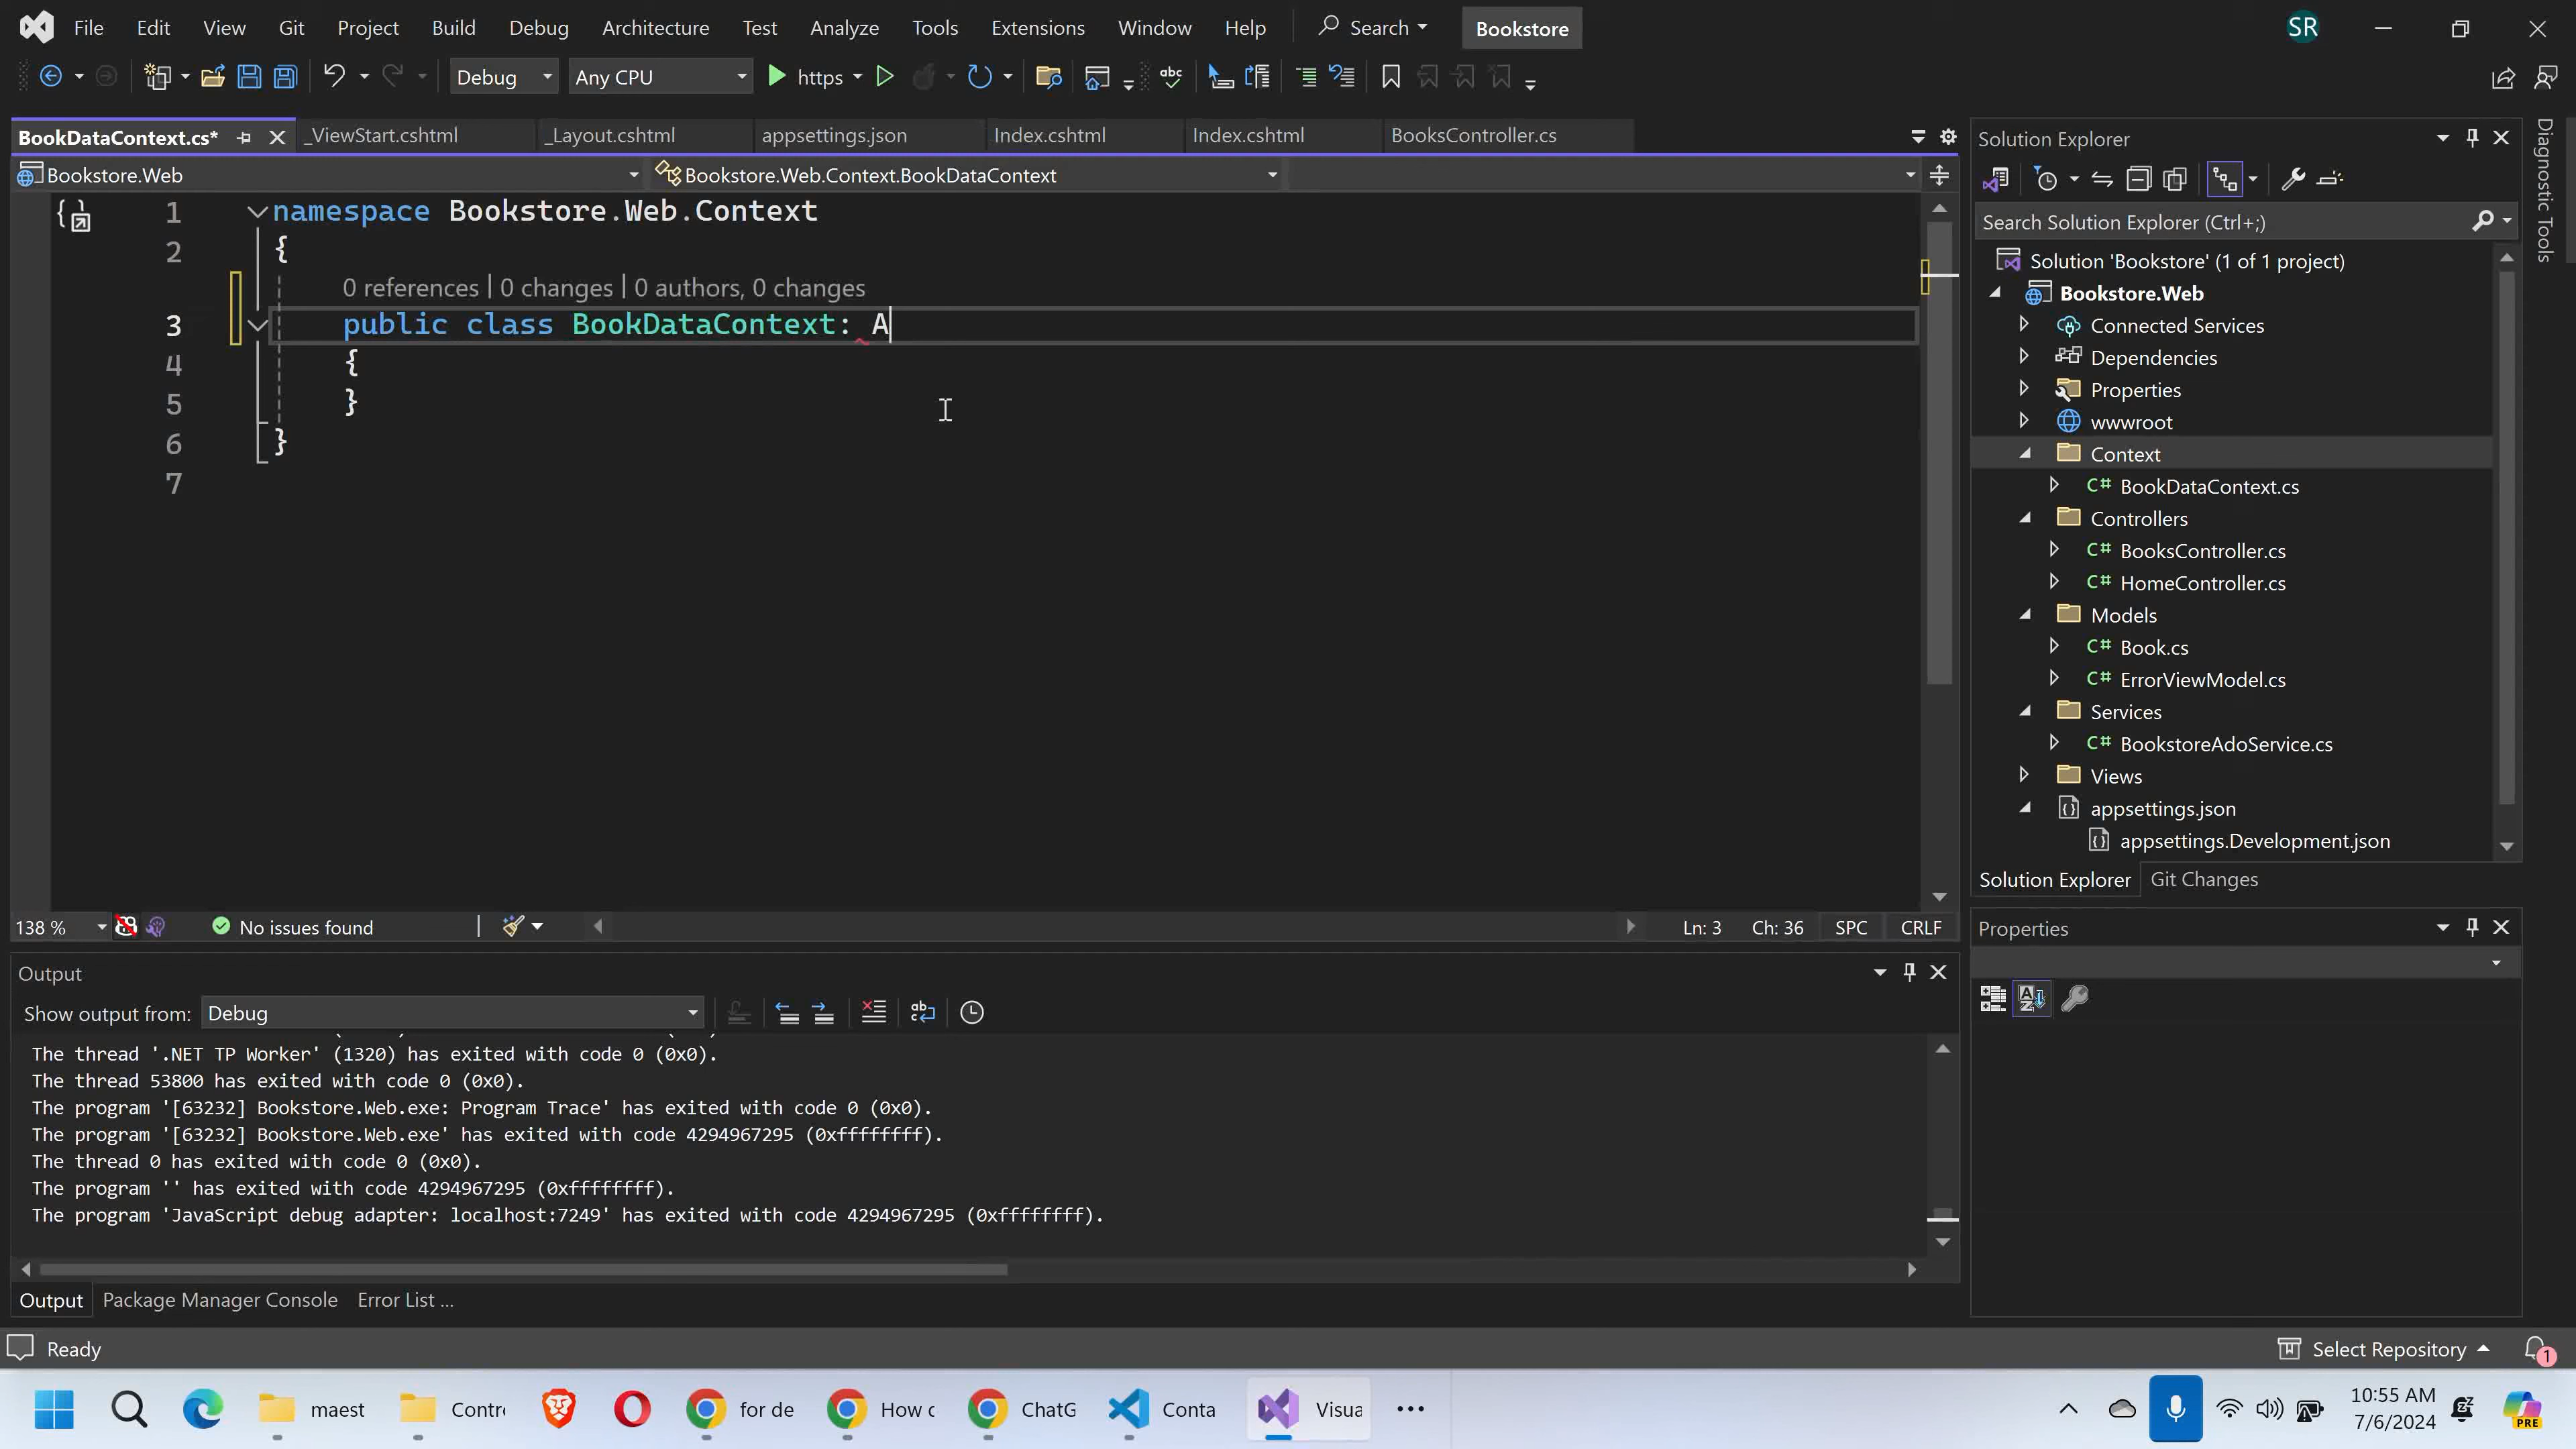 File Edit View Git Project Build Debug Architecture Test Analyze Tools Extensions Window Help Search Bookstore SR
Debug Any CPU https
BookDataContext.cs* _ViewStart.cshtml _Layout.cshtml appsettings.json Index.cshtml Index.cshtml BooksController.cs
Bookstore.Web Bookstore.Web.Context.BookDataContext
1 namespace Bookstore.Web.Context
2 {
0 references | 0 changes | 0 authors, 0 changes
3 public class BookDataContext: A
4 {
5 }
6 }
7
138 % No issues found Ln: 3 Ch: 36 SPC CRLF
Output
Show output from: Debug
The thread '.NET TP Worker' (1320) has exited with code 0 (0x0).
The thread 53800 has exited with code 0 (0x0).
The program '[63232] Bookstore.Web.exe: Program Trace' has exited with code 0 (0x0).
The program '[63232] Bookstore.Web.exe' has exited with code 4294967295 (0xffffffff).
The thread 0 has exited with code 0 (0x0).
The program '' has exited with code 4294967295 (0xffffffff).
The program 'JavaScript debug adapter: localhost:7249' has exited with code 4294967295 (0xffffffff).
Output Package Manager Console Error List ...
Solution Explorer
Search Solution Explorer (Ctrl+;)
Solution 'Bookstore' (1 of 1 project)
Bookstore.Web
Connected Services
Dependencies
Properties
wwwroot
Context
C# BookDataContext.cs
Controllers
C# BooksController.cs
C# HomeController.cs
Models
C# Book.cs
C# ErrorViewModel.cs
Services
C# BookstoreAdoService.cs
Views
appsettings.json
appsettings.Development.json
Solution Explorer Git Changes
Properties
Diagnostic Tools
Ready Select Repository 1
maest Contr for de How c ChatG Conta Visua
10:55 AM
7/6/2024
PRE